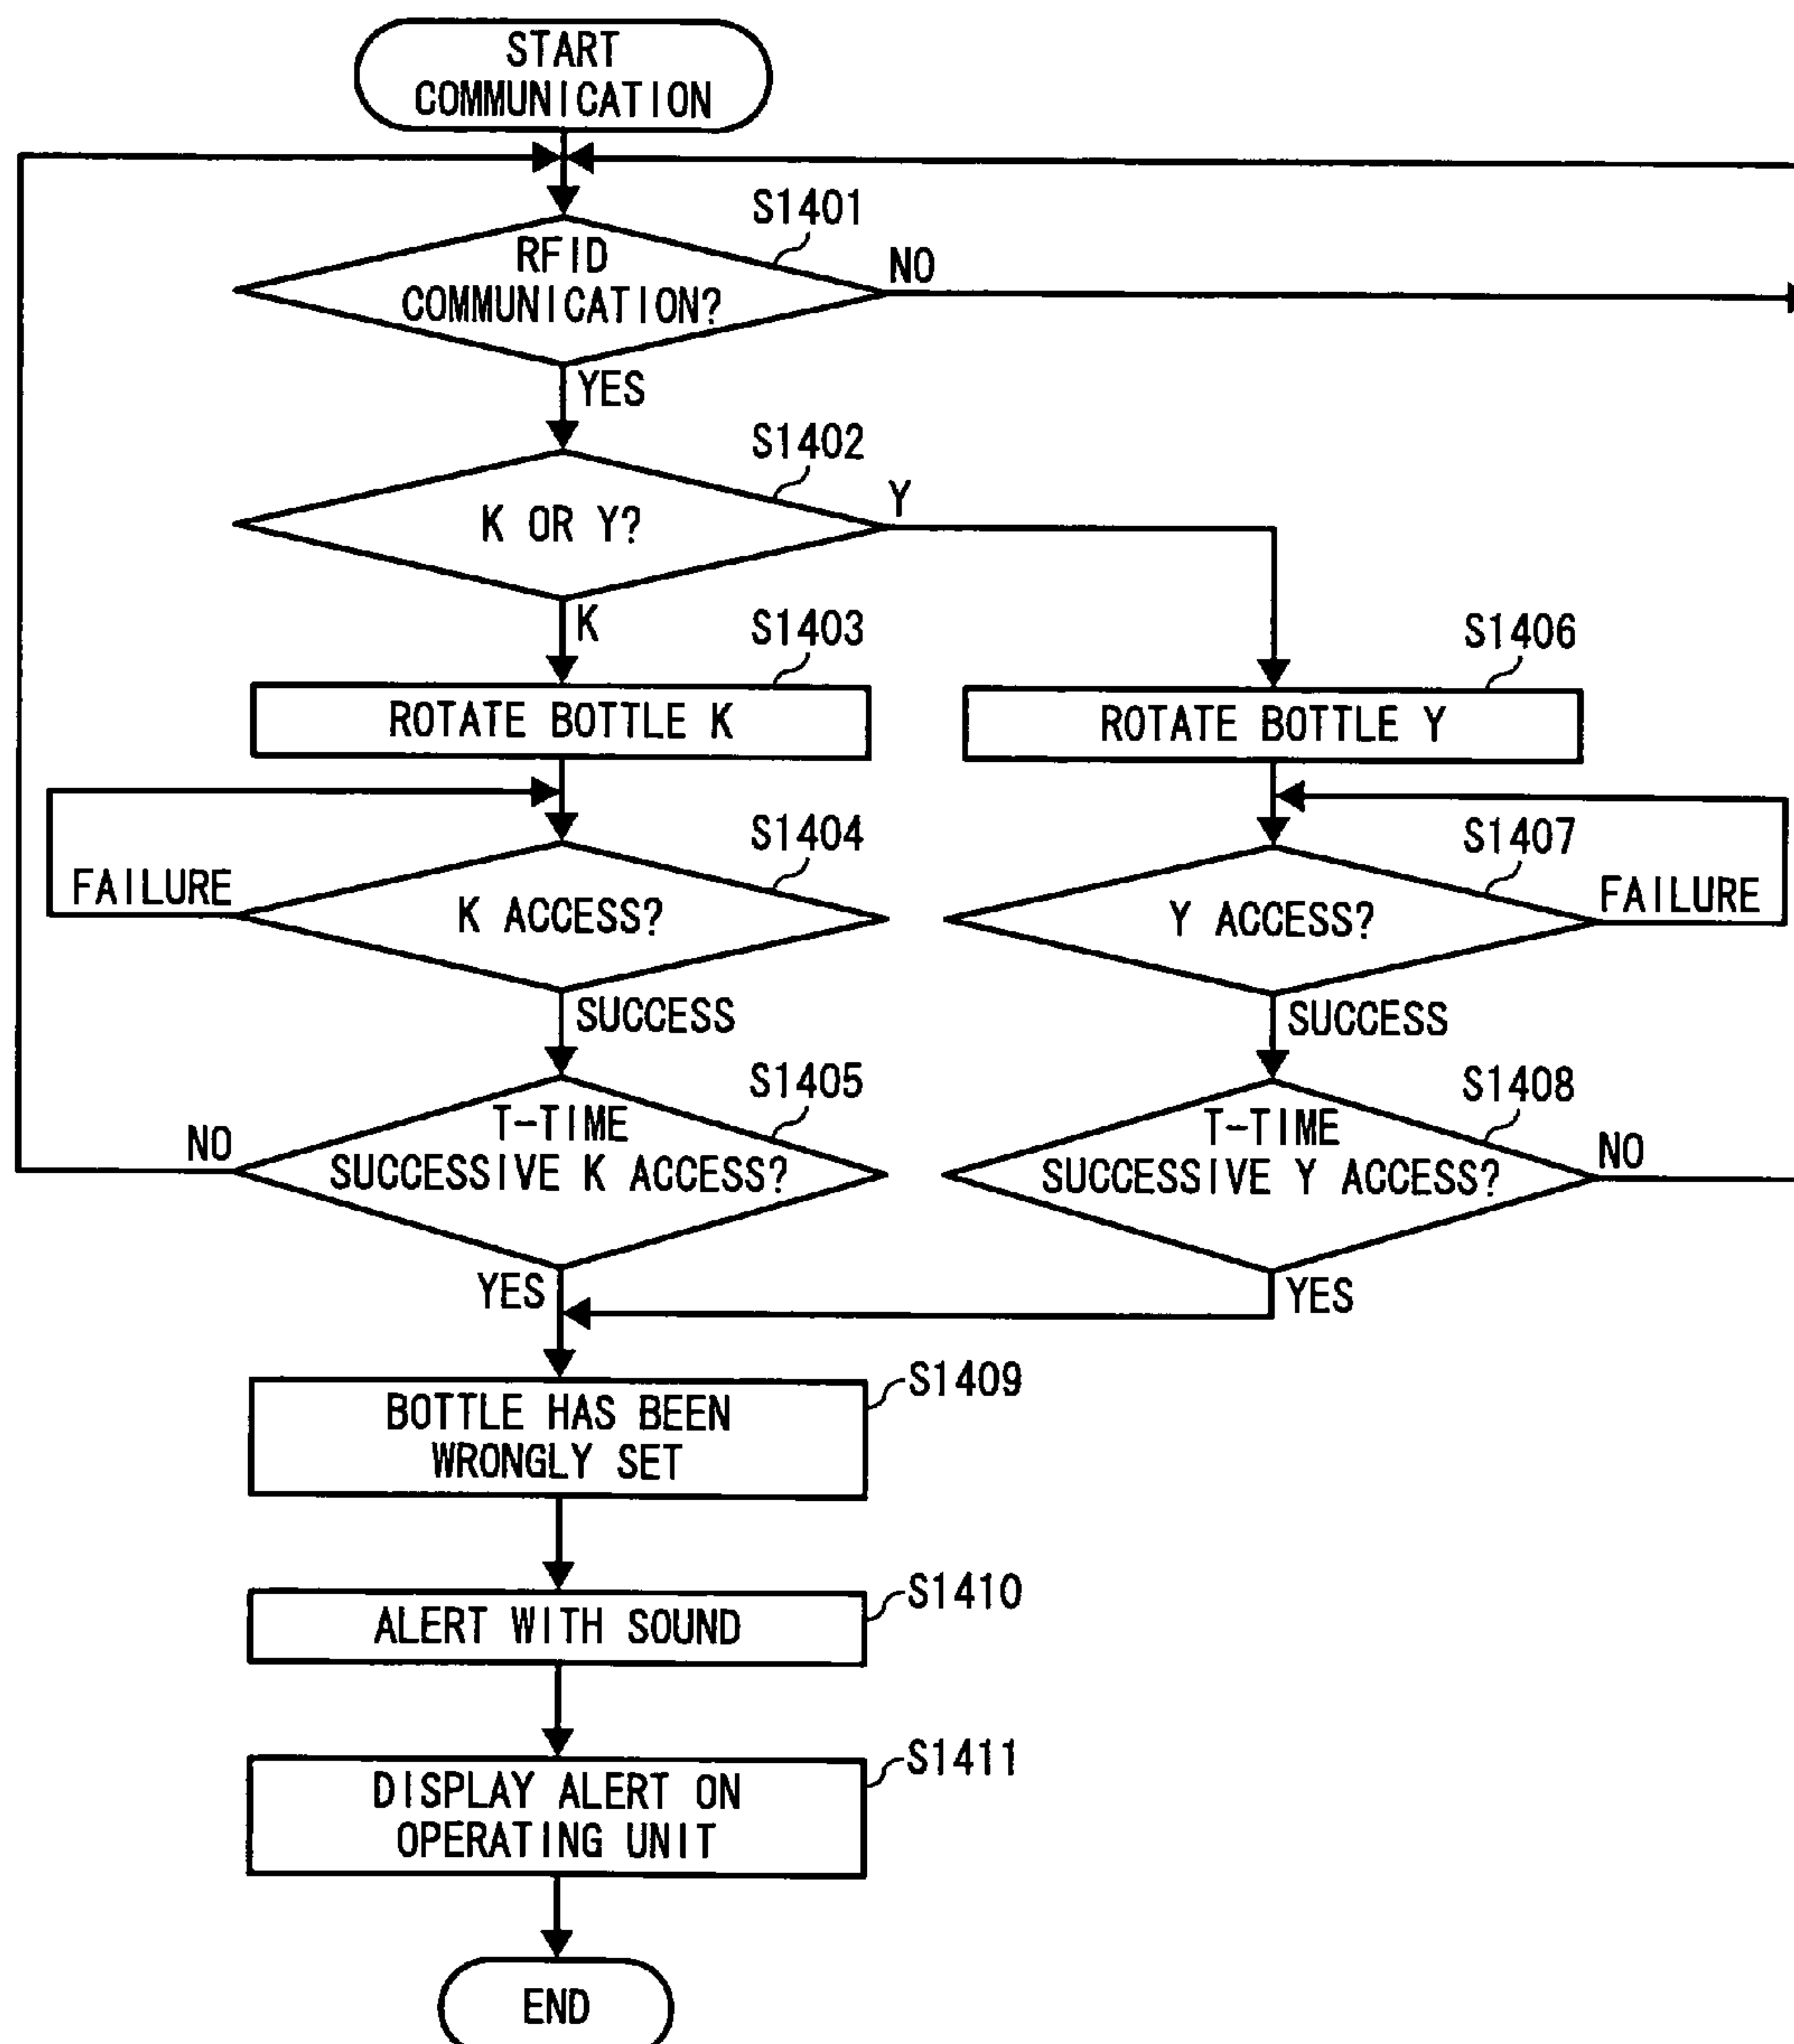 START
COMMUNICATION
S1401
RFID
COMMUNICATION?
NO
YES
S1402
K OR Y?
Y
K
S1403
ROTATE BOTTLE K
S1406
ROTATE BOTTLE Y
S1404
K ACCESS?
FAILURE
SUCCESS
S1407
Y ACCESS?
FAILURE
SUCCESS
S1405
T-TIME
SUCCESSIVE K ACCESS?
NO
YES
S1408
T-TIME
SUCCESSIVE Y ACCESS?
NO
YES
S1409
BOTTLE HAS BEEN
WRONGLY SET
S1410
ALERT WITH SOUND
S1411
DISPLAY ALERT ON
OPERATING UNIT
END